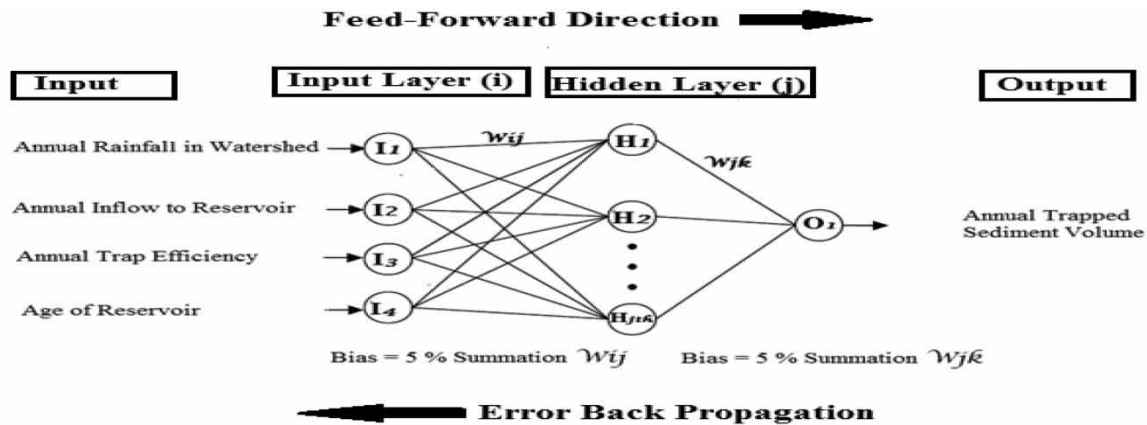 Feed-Forward Direction
Input
Input Layer (i)
Hidden Layer (j)
Output
Annual Rainfall in Watershed
I1
Wij
H1
Wjk
Annual Inflow to Reservoir
I2
H2
O1
Annual Trapped
Sediment Volume
Annual Trap Efficiency
I3
Age of Reservoir
I4
Hjth
Bias = 5 % Summation Wij
Bias = 5 % Summation Wjk
Error Back Propagation